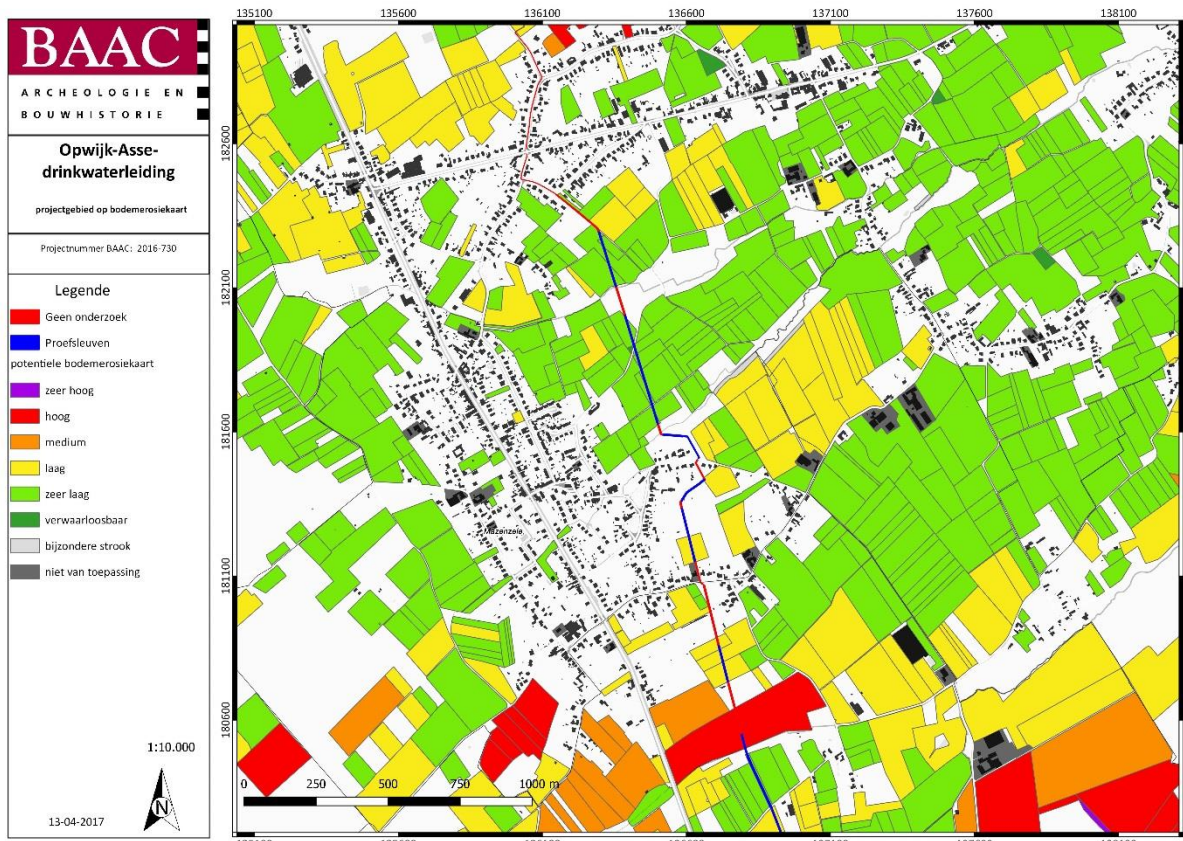 BAAC
ARCHEOLOGIE EN
BOUWHISTORIE
Opwijk-Asse-
drinkwaterleiding
projectgebied op bodemerosiekaart
Projectnummer BAAC: 2016-730
Legende
Geen onderzoek
Proefsleuven
potentiele bodemerosiekaart
zeer hoog
hoog
medium
laag
zeer laag
verwaarloosbaar
bijzondere strook
niet van toepassing
1:10.000
N
13-04-2017
135100 135600 136100 136600 137100 137600 138100
182600
182100
181600
181100
180600
Mazenzele
0 250 500 750 1000 m